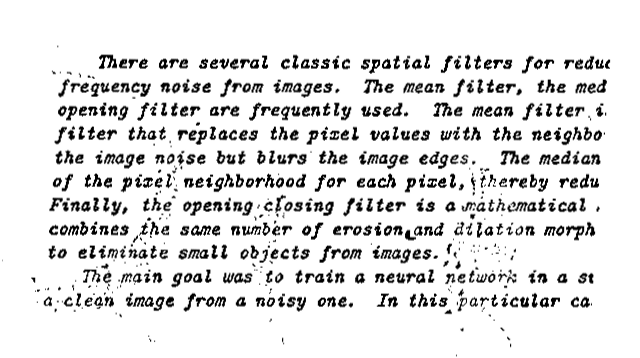 There are several classic spatial filters for reduc
frequency noise from images. The mean filter, the med
opening filter are frequently used. The mean filter i
filter that replaces the pixel values with the neighbo
the image noise but blurs the image edges. The median
of the pixel neighborhood for each pixel, thereby redu
Finally, the opening closing filter is a mathematical
combines the same number of erosion and dilation morph
to eliminate small objects from images.
The main goal was to train a neural network in a st
a clean image from a noisy one. In this particular ca